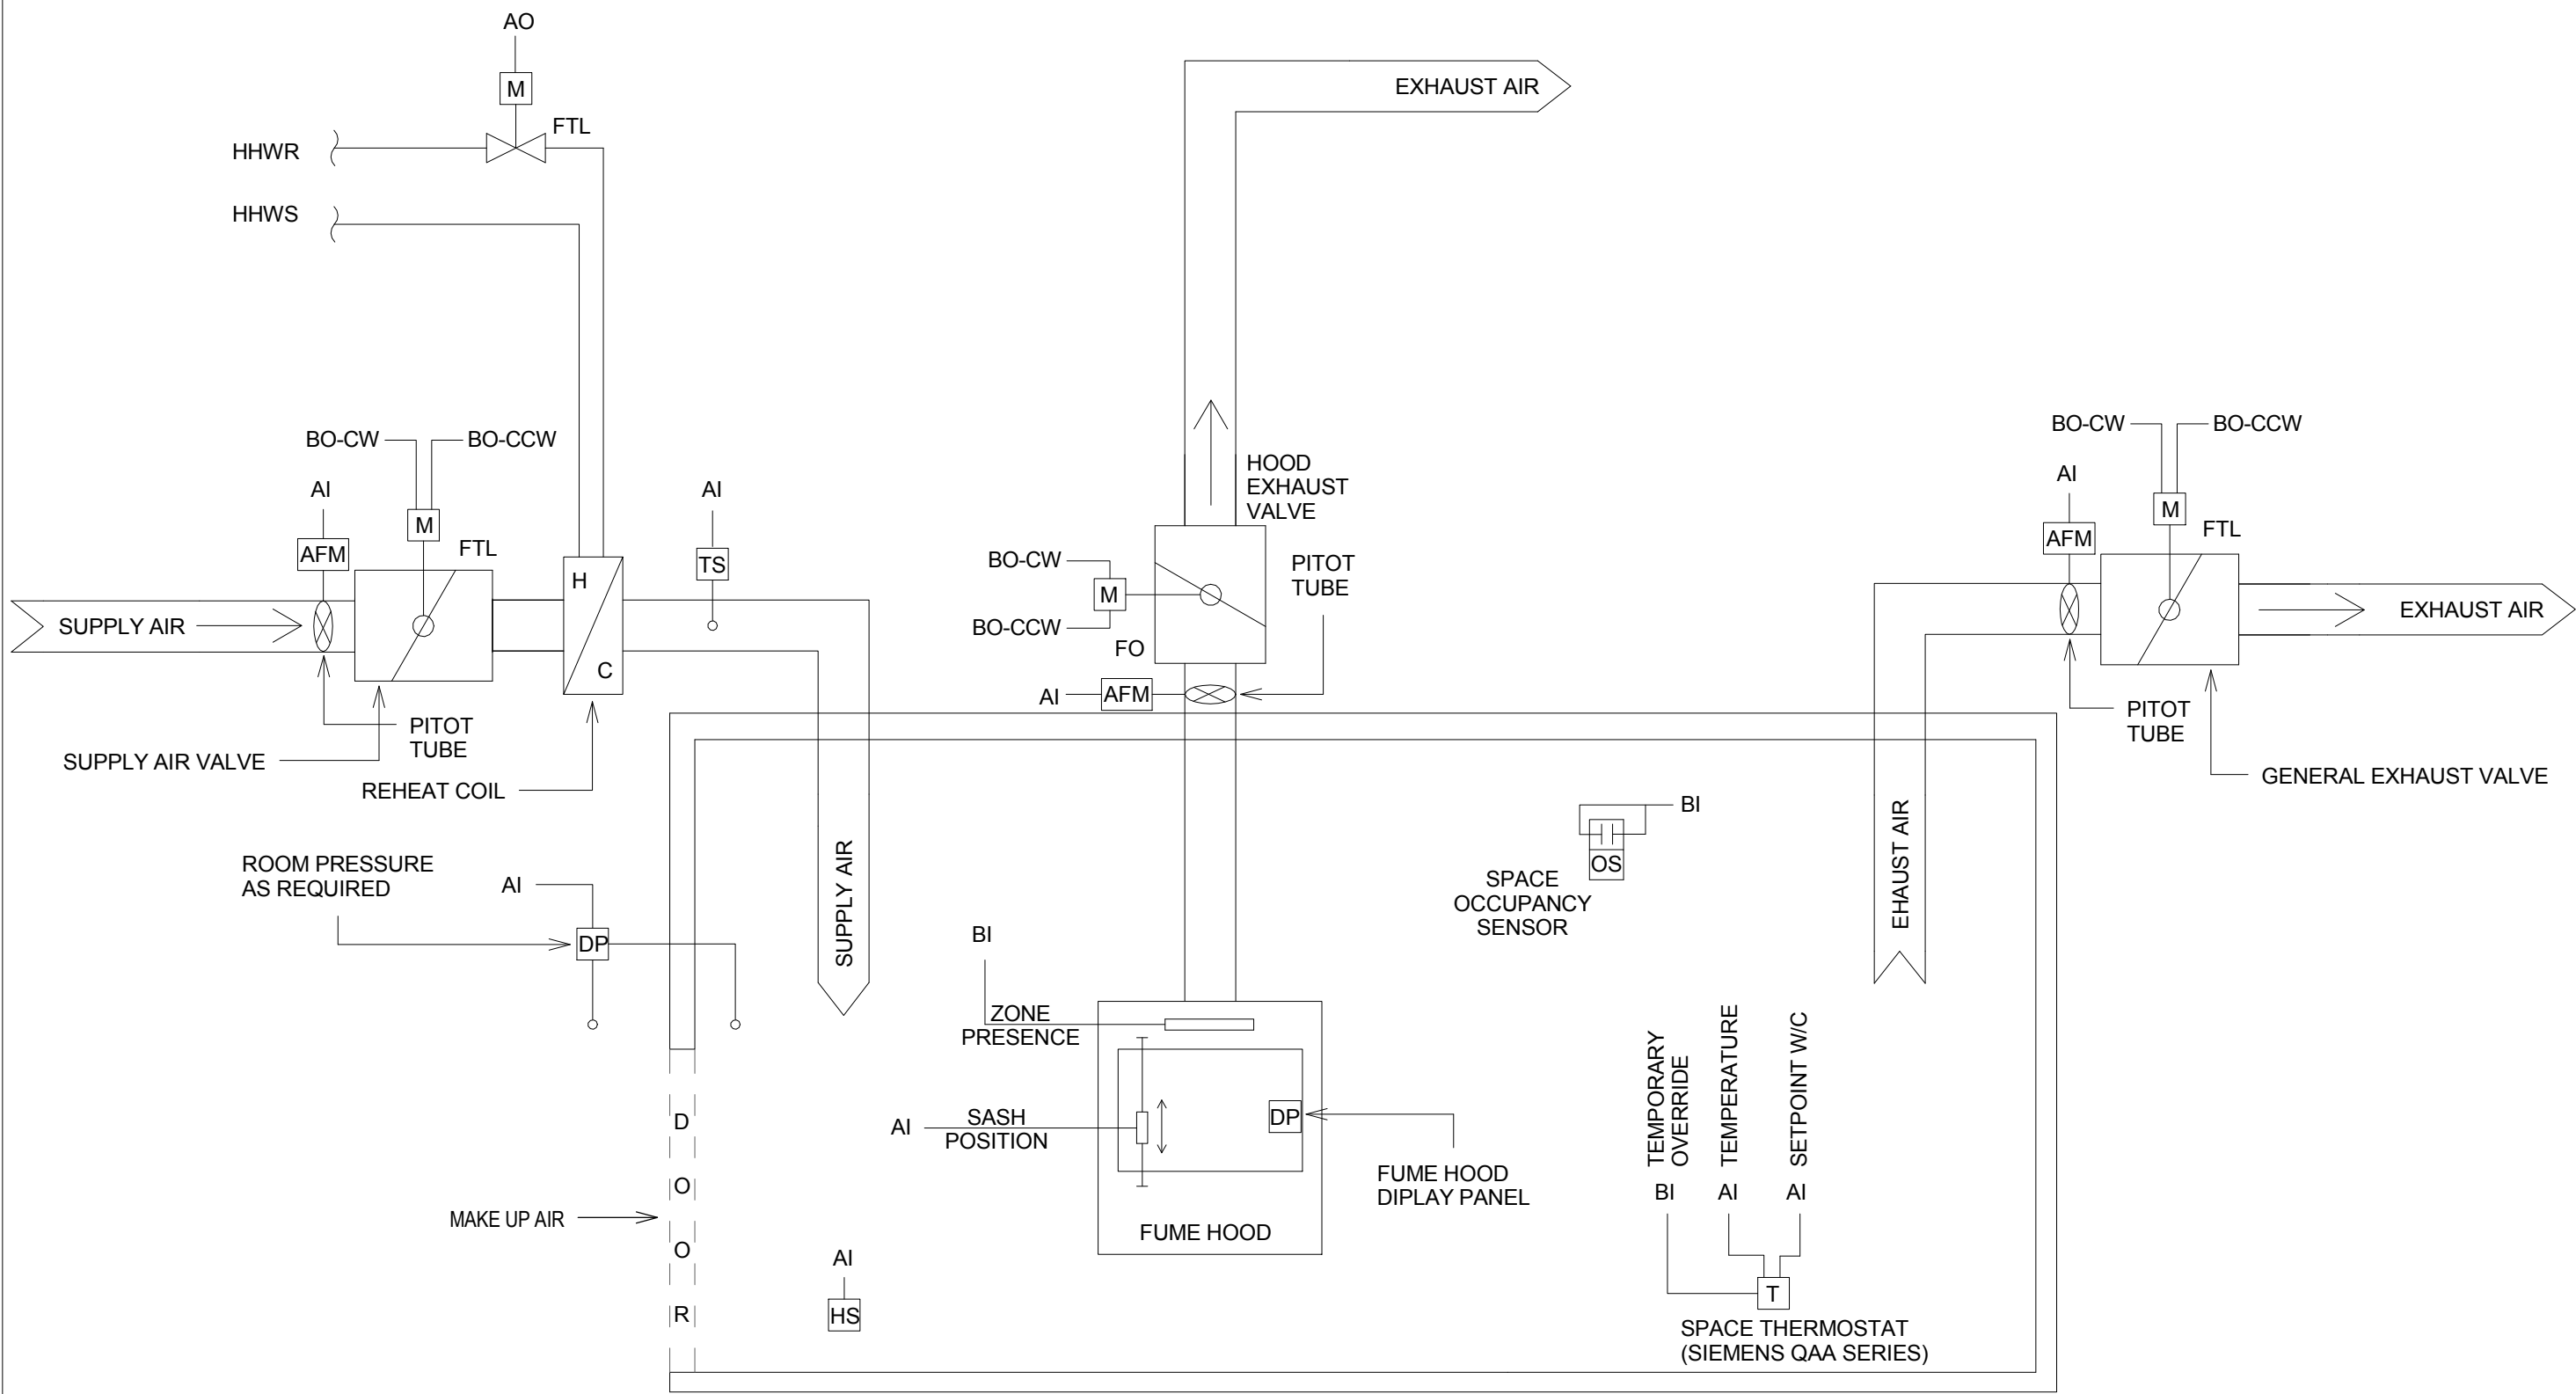 AO
M
FTL
HHWR
HHWS
EXHAUST AIR
BO-CW
BO-CCW
AI
M
AFM
FTL
SUPPLY AIR
H
C
AI
TS
PITOT
TUBE
SUPPLY AIR VALVE
REHEAT COIL
HOOD
EXHAUST
VALVE
BO-CW
M
BO-CCW
FO
PITOT
TUBE
AI
AFM
BO-CW
BO-CCW
AI
M
AFM
FTL
EXHAUST AIR
PITOT
TUBE
GENERAL EXHAUST VALVE
ROOM PRESSURE
AS REQUIRED
AI
DP
SUPPLY AIR
BI
OS
SPACE
OCCUPANCY
SENSOR
EHAUST AIR
BI
ZONE
PRESENCE
AI
SASH
POSITION
DP
FUME HOOD
DIPLAY PANEL
FUME HOOD
D
O
O
R
MAKE UP AIR
AI
HS
TEMPORARY
OVERRIDE
TEMPERATURE
SETPOINT W/C
BI
AI
AI
T
SPACE THERMOSTAT
(SIEMENS QAA SERIES)